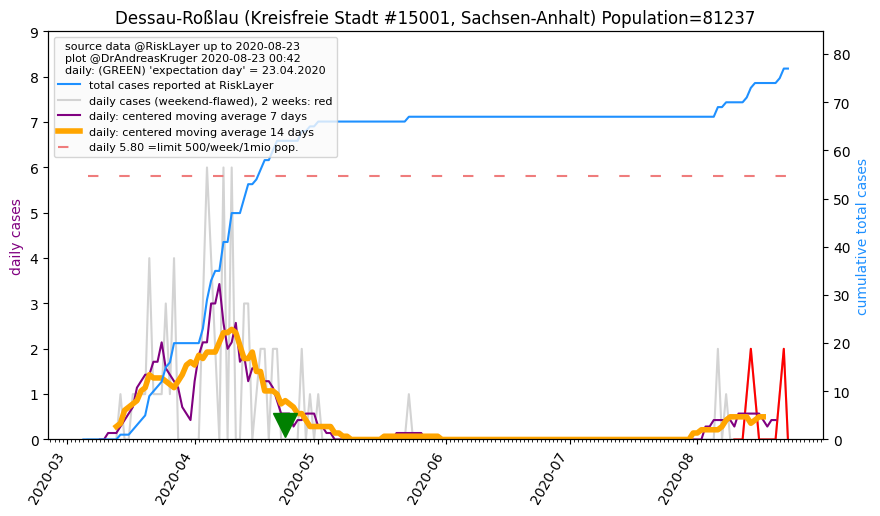 Dessau-Roßlau (Kreisfreie Stadt #15001, Sachsen-Anhalt) Population=81237
source data @RiskLayer up to 2020-08-23
plot @DrAndreasKruger 2020-08-23 00:42
daily: (GREEN) 'expectation day' = 23.04.2020
total cases reported at RiskLayer
daily cases (weekend-flawed), 2 weeks: red
daily: centered moving average 7 days
daily: centered moving average 14 days
daily 5.80 =limit 500/week/1mio pop.
daily cases
9
8
7
6
5
4
3
2
1
0
80
70
60
50
40
30
20
10
0
cumulative total cases
2020-03
2020-04
2020-05
2020-06
2020-07
2020-08